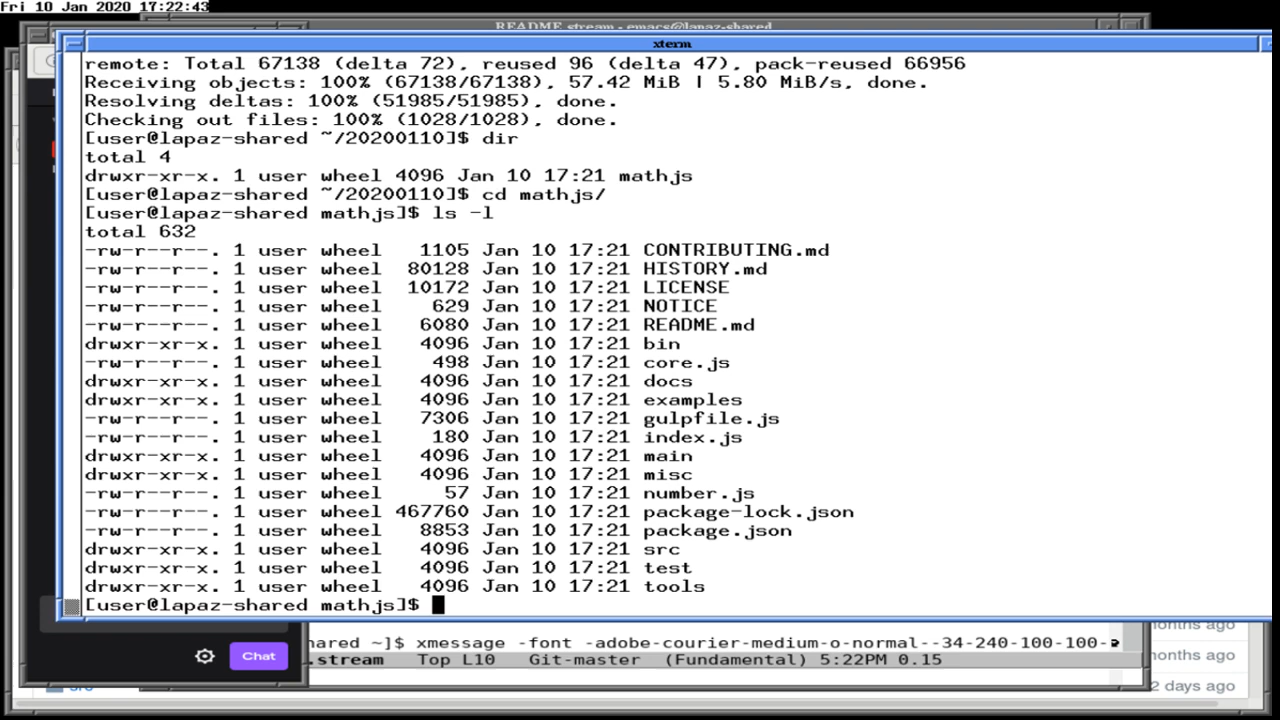 Fri 10 Jan 2020 17:22:43
README.stream - emacs@lapaz-shared
xterm
remote: Total 67138 (delta 72), reused 96 (delta 47), pack-reused 66956
Receiving objects: 100% (67138/67138), 57.42 MiB | 5.80 MiB/s, done.
Resolving deltas: 100% (51985/51985), done.
Checking out files: 100% (1028/1028), done.
[user@lapaz-shared ~/20200110]$ dir
total 4
drwxr-xr-x. 1 user wheel 4096 Jan 10 17:21 mathjs
[user@lapaz-shared ~/20200110]$ cd mathjs/
[user@lapaz-shared mathjs]$ ls -l
total 632
-rw-r--r--. 1 user wheel   1105 Jan 10 17:21 CONTRIBUTING.md
-rw-r--r--. 1 user wheel  80128 Jan 10 17:21 HISTORY.md
-rw-r--r--. 1 user wheel  10172 Jan 10 17:21 LICENSE
-rw-r--r--. 1 user wheel    629 Jan 10 17:21 NOTICE
-rw-r--r--. 1 user wheel   6080 Jan 10 17:21 README.md
drwxr-xr-x. 1 user wheel   4096 Jan 10 17:21 bin
-rw-r--r--. 1 user wheel    498 Jan 10 17:21 core.js
drwxr-xr-x. 1 user wheel   4096 Jan 10 17:21 docs
drwxr-xr-x. 1 user wheel   4096 Jan 10 17:21 examples
-rw-r--r--. 1 user wheel   7306 Jan 10 17:21 gulpfile.js
-rw-r--r--. 1 user wheel    180 Jan 10 17:21 index.js
drwxr-xr-x. 1 user wheel   4096 Jan 10 17:21 main
drwxr-xr-x. 1 user wheel   4096 Jan 10 17:21 misc
-rw-r--r--. 1 user wheel     57 Jan 10 17:21 number.js
-rw-r--r--. 1 user wheel 467760 Jan 10 17:21 package-lock.json
-rw-r--r--. 1 user wheel   8853 Jan 10 17:21 package.json
drwxr-xr-x. 1 user wheel   4096 Jan 10 17:21 src
drwxr-xr-x. 1 user wheel   4096 Jan 10 17:21 test
drwxr-xr-x. 1 user wheel   4096 Jan 10 17:21 tools
[user@lapaz-shared mathjs]$
onths ago
shared ~]$ xmessage -font -adobe-courier-medium-o-normal--34-240-100-100-
onths ago
Chat
.stream Top L10 Git-master (Fundamental) 5:22PM 0.15
2 days ago